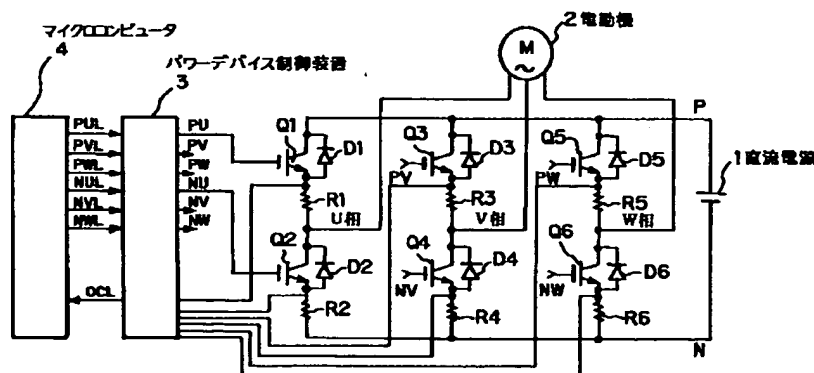 マイクロコンピュータ
4
パワーデバイス制御装置
3
2 電動機
M
~
P
1 直流電源
N
PUL
PVL
PWL
NUL
NVL
NWL
OCL
PU
PV
PW
NU
NV
NW
Q1
D1
R1
U相
Q2
D2
R2
Q3
D3
PV
R3
V相
Q4
D4
NV
R4
Q5
D5
PW
R5
W相
Q6
D6
NW
R6